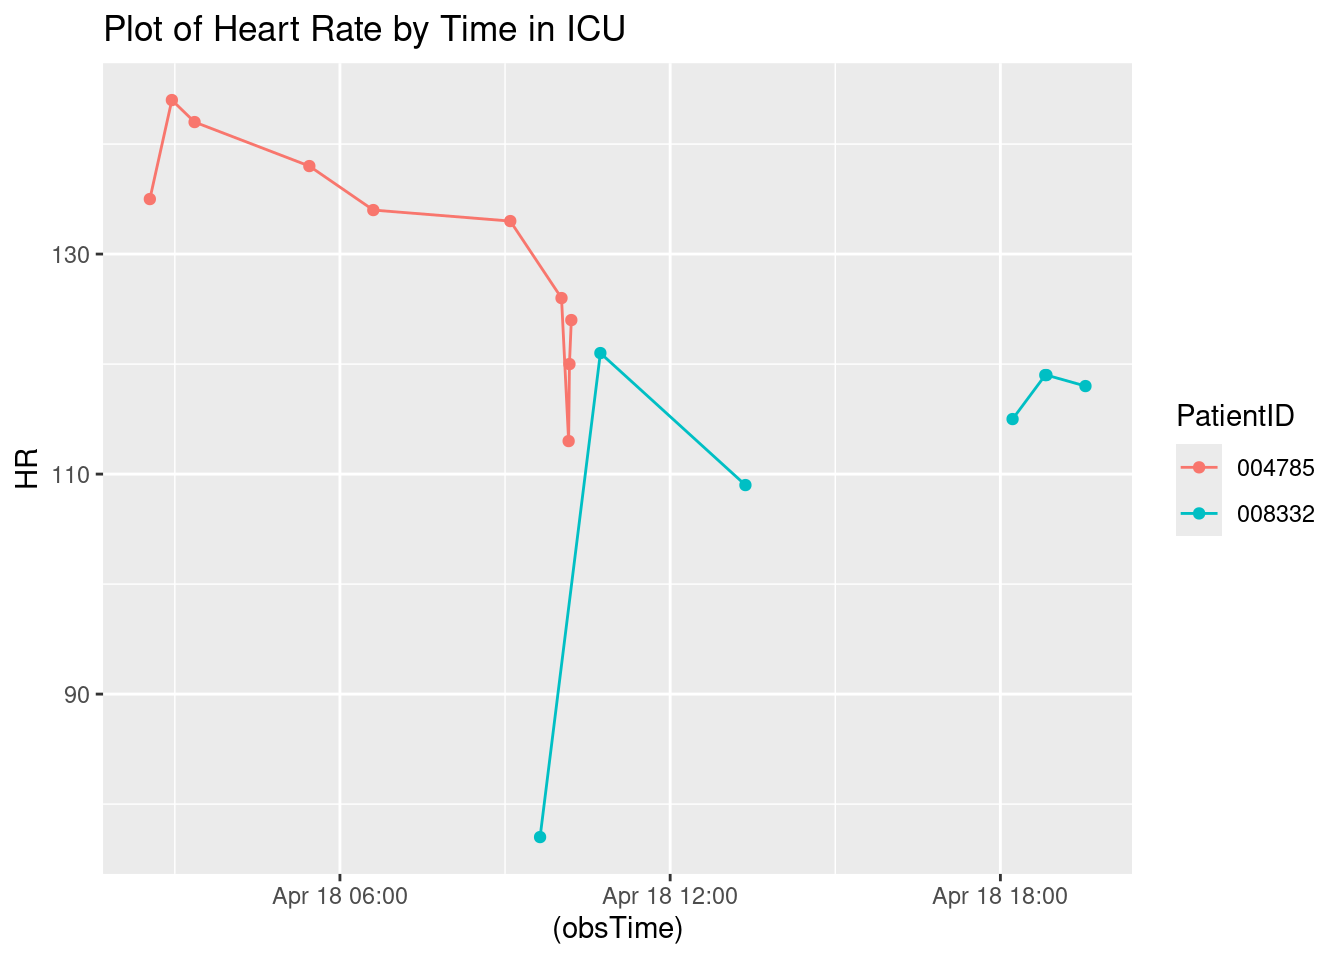 Plot of Heart Rate by Time in ICU
HR
130
110
90
Apr 18 06:00
Apr 18 12:00
Apr 18 18:00
(obsTime)
PatientID
004785
008332